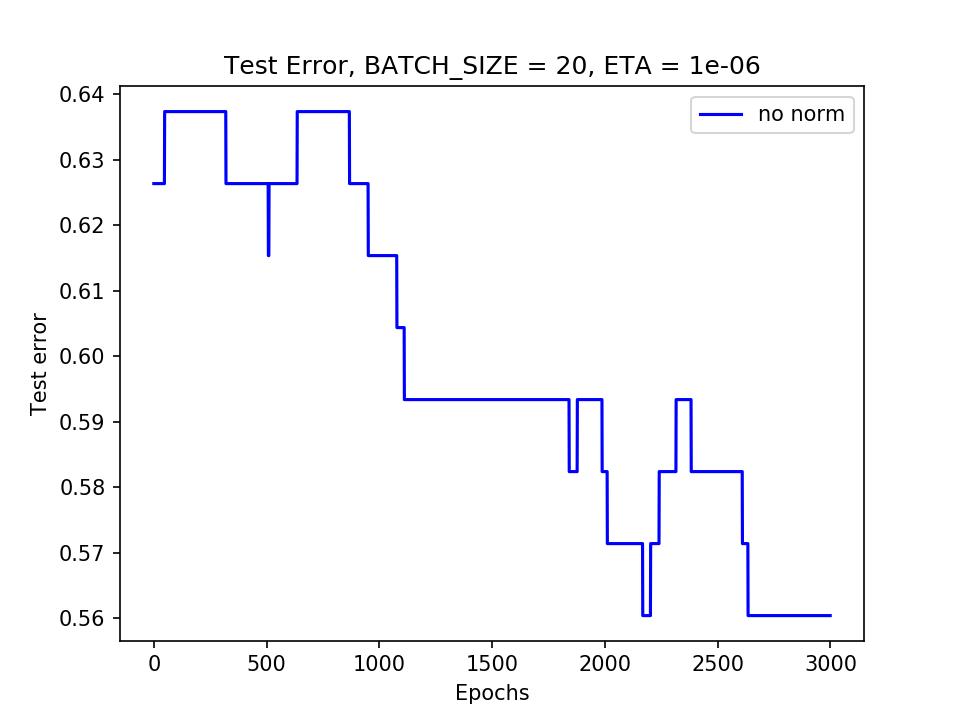 Test Error, BATCH_SIZE = 20, ETA = 1e-06
no norm
0.64
0.63
0.62
0.61
0.60
0.59
0.58
0.57
0.56
Test error
0 500 1000 1500 2000 2500 3000
Epochs